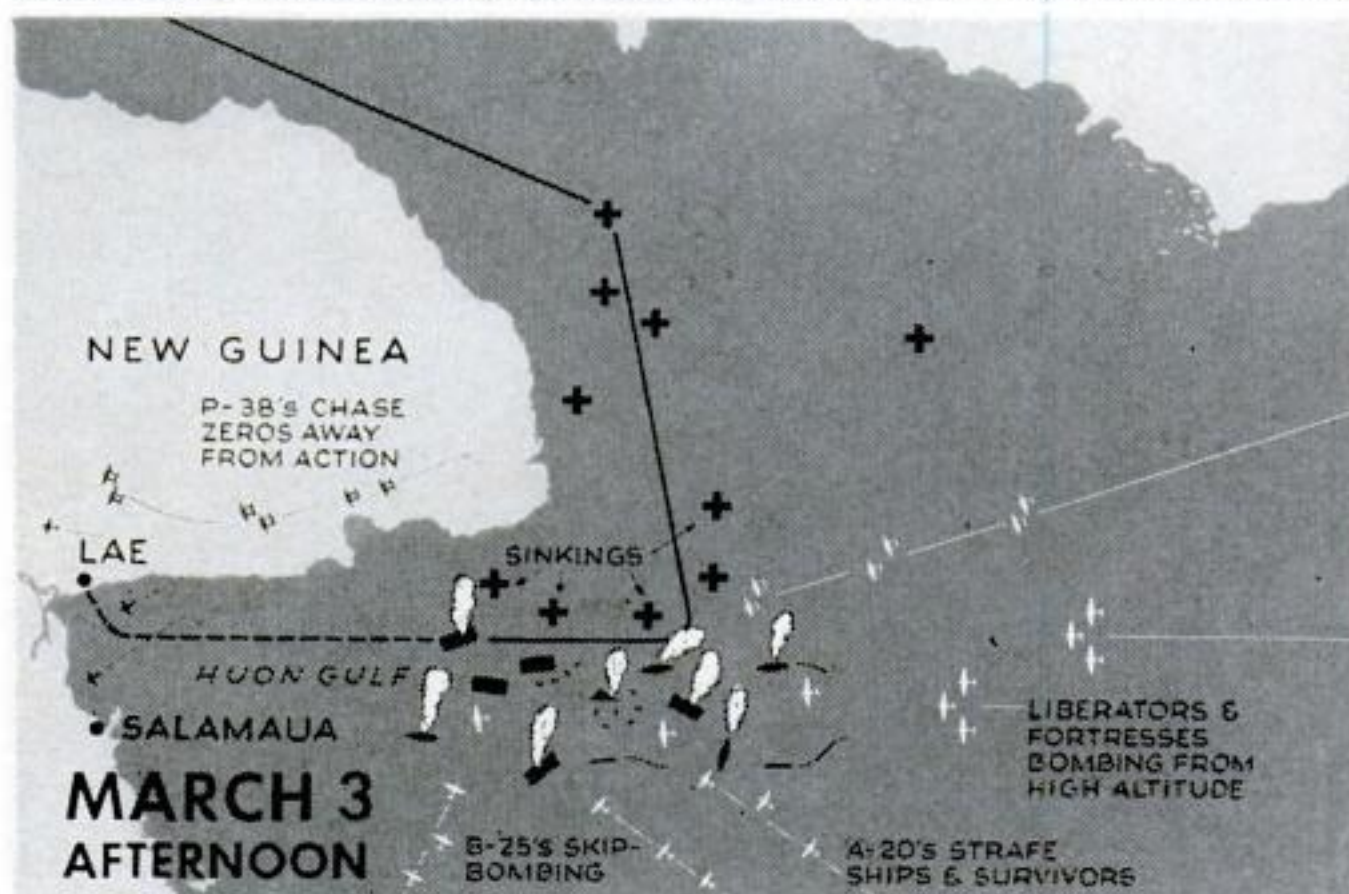 NEW GUINEA
P-38's CHASE
ZEROS AWAY
FROM ACTION
LAE
SINKINGS
HUON GULF
SALAMAUA
LIBERATORS &
FORTRESSES
BOMBING FROM
HIGH ALTITUDE
MARCH 3
AFTERNOON
B-25's SKIP-
BOMBING
A-20's STRAFE
SHIPS & SURVIVORS